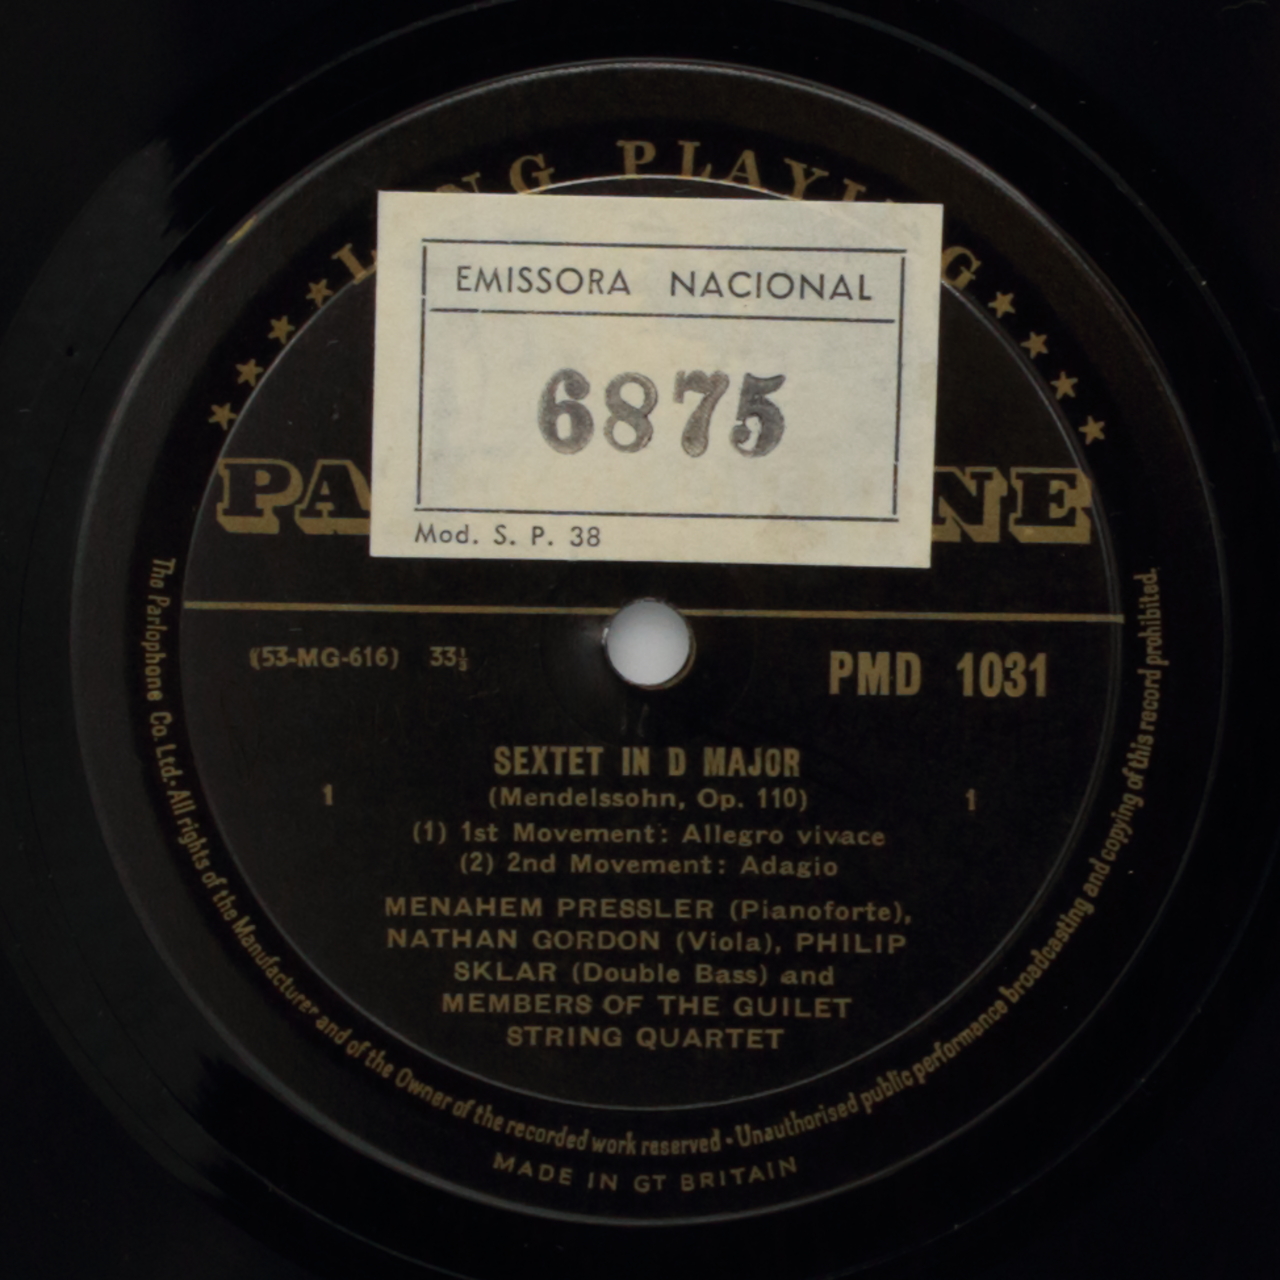 PLAYING
EMISSORA NACIONAL
6875
Mod. S. P. 38
(53-MG-616) 33⅓
PMD 1031
SEXTET IN D MAJOR
1 (Mendelssohn, Op. 110) 1
(1) 1st Movement: Allegro vivace
(2) 2nd Movement: Adagio
MENAHEM PRESSLER (Pianoforte),
NATHAN GORDON (Viola), PHILIP
SKLAR (Double Bass) and
MEMBERS OF THE GUILET
STRING QUARTET
The Parlophone Co. Ltd. All rights of the Manufacturer and of the Owner of the recorded work reserved • Unauthorised public performance broadcasting and copying of this record prohibited.
MADE IN GT BRITAIN